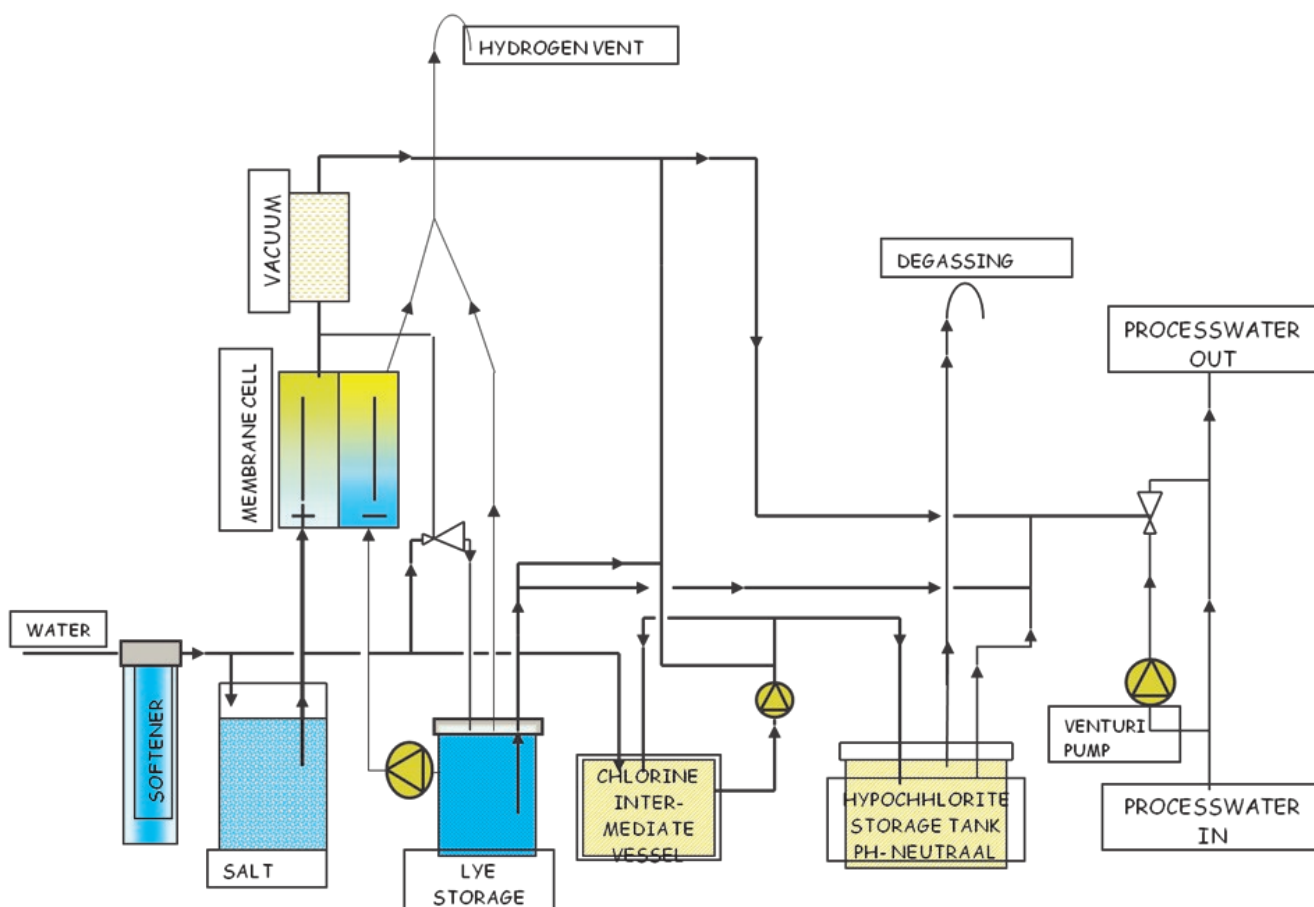 HYDROGEN VENT
VACUUM
DEGASSING
PROCESSWATER
OUT
MEMBRANE CELL
+
–
WATER
SOFTENER
SALT
LYE
STORAGE
CHLORINE
INTER-
MEDIATE
VESSEL
HYPOCHHLORITE
STORAGE TANK
PH- NEUTRAAL
VENTURI
PUMP
PROCESSWATER
IN